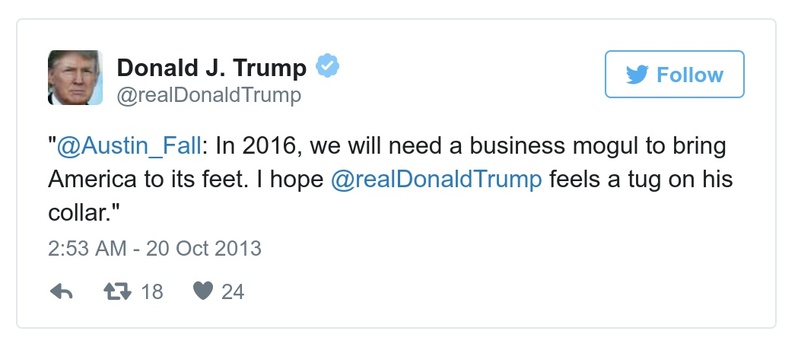 Donald J. Trump
@realDonaldTrump
Follow
"@Austin_Fall: In 2016, we will need a business mogul to bring
America to its feet. I hope @realDonaldTrump feels a tug on his
collar."
2:53 AM - 20 Oct 2013
18 24